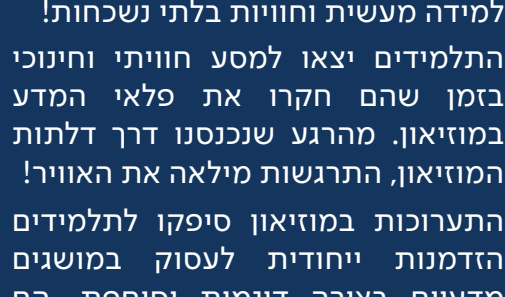 למידה מעשית וחוויות בלתי נשכחות!
התלמידים יצאו למסע חוויתי וחינוכי
בזמן שהם חקרו את פלאי המדע
במוזיאון. מהרגע שנכנסנו דרך דלתות
המוזיאון, התרגשות מילאה את האוויר!
התערוכות במוזיאון סיפקו לתלמידים
הזדמנות ייחודית לעסוק במושגים